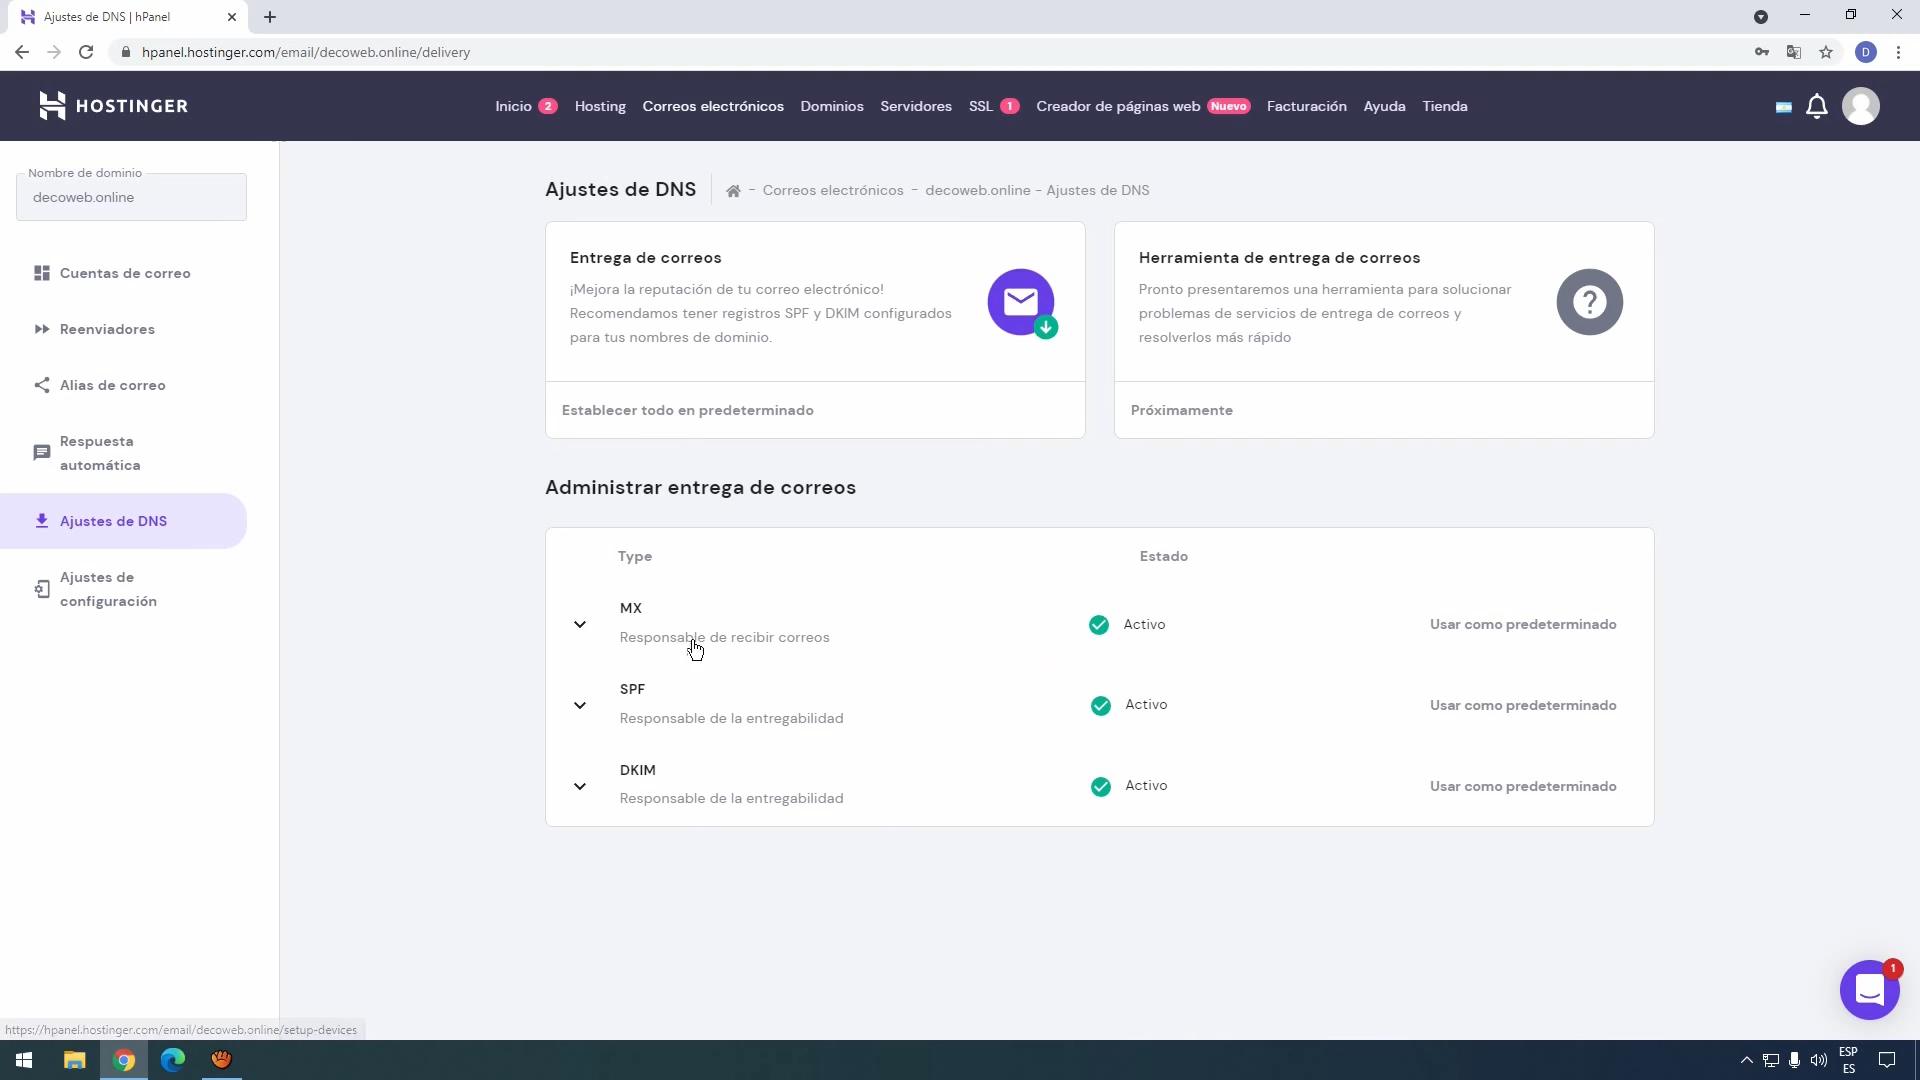 Ajustes de DNS | hPanel
hpanel.hostinger.com/email/decoweb.online/delivery
D
HOSTINGER
Inicio 2 Hosting Correos electrónicos Dominios Servidores SSL 1 Creador de páginas web Nuevo Facturación Ayuda Tienda
Nombre de dominio
decoweb.online
Cuentas de correo
Reenviadores
Alias de correo
Respuesta
automática
Ajustes de DNS
Ajustes de
configuración
Ajustes de DNS
- Correos electrónicos - decoweb.online - Ajustes de DNS
Entrega de correos
¡Mejora la reputación de tu correo electrónico!
Recomendamos tener registros SPF y DKIM configurados
para tus nombres de dominio.
Establecer todo en predeterminado
Herramienta de entrega de correos
Pronto presentaremos una herramienta para solucionar
problemas de servicios de entrega de correos y
resolverlos más rápido
?
Próximamente
Administrar entrega de correos
Type Estado
MX
Responsable de recibir correos
Activo
Usar como predeterminado
SPF
Responsable de la entregabilidad
Activo
Usar como predeterminado
DKIM
Responsable de la entregabilidad
Activo
Usar como predeterminado
1
https://hpanel.hostinger.com/email/decoweb.online/setup-devices
ESP
ES